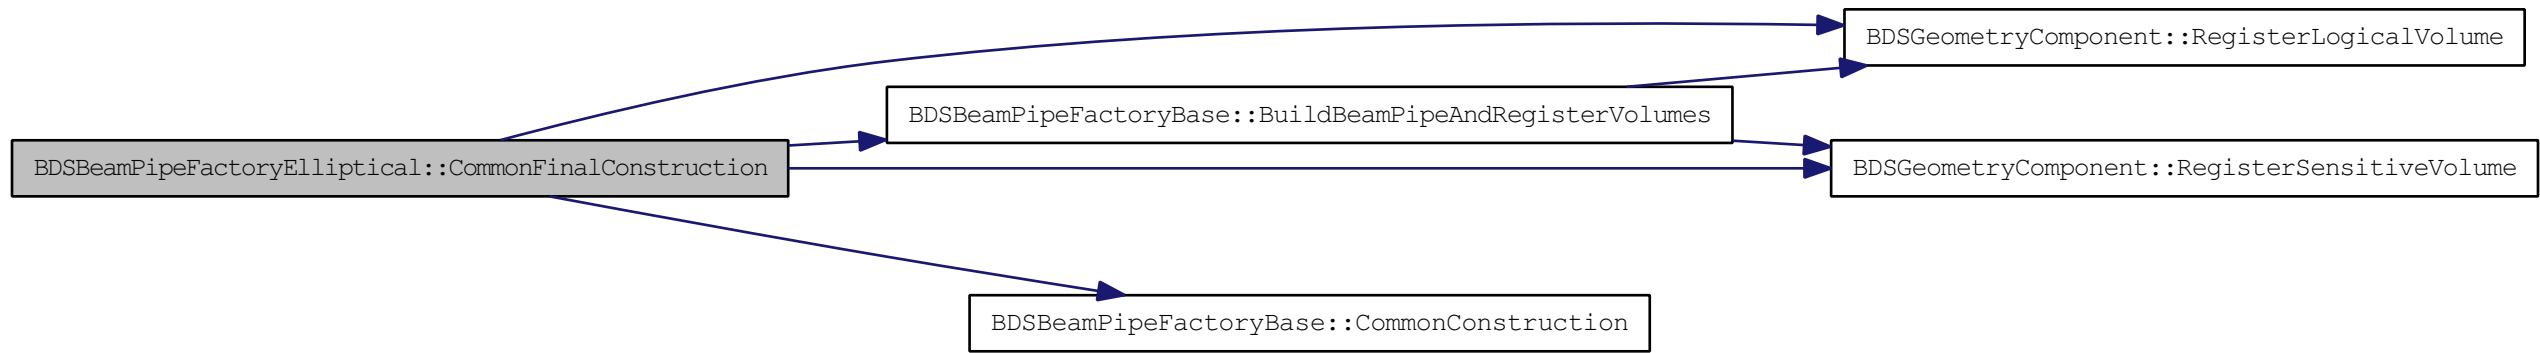 BDSBeamPipeFactoryElliptical::CommonFinalConstruction
BDSBeamPipeFactoryBase::BuildBeamPipeAndRegisterVolumes
BDSGeometryComponent::RegisterLogicalVolume
BDSGeometryComponent::RegisterSensitiveVolume
BDSBeamPipeFactoryBase::CommonConstruction